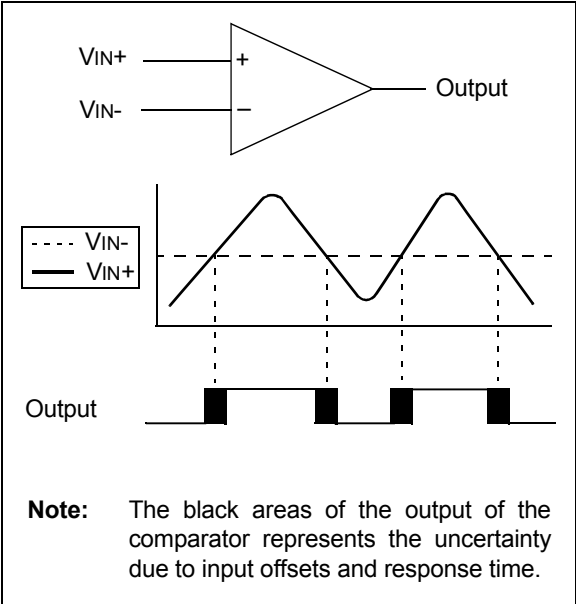 VIN+
+
Output
VIN-
–
VIN-
VIN+
Output
Note: The black areas of the output of the
comparator represents the uncertainty
due to input offsets and response time.